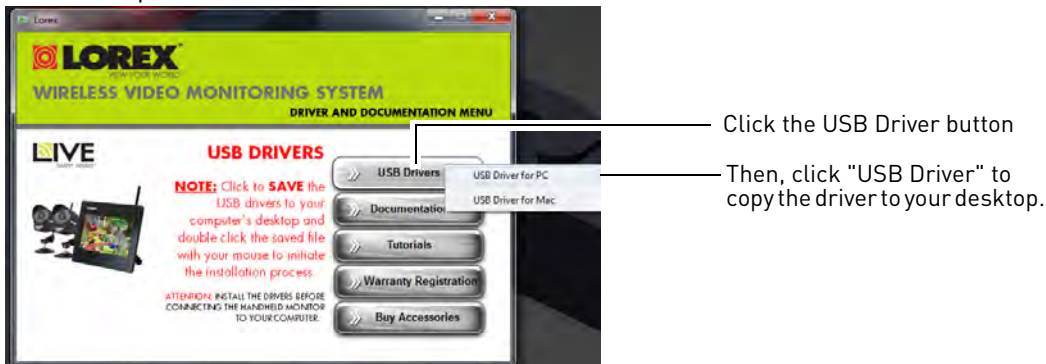 Lorex
LOREX
VIEW YOUR WORLD
WIRELESS VIDEO MONITORING SYSTEM
DRIVER AND DOCUMENTATION MENU
LIVE
USB DRIVERS
NOTE: Click to SAVE the
USB drivers to your
computer's desktop and
double click the saved file
with your mouse to initiate
the installation process.
ATTENTION: INSTALL THE DRIVERS BEFORE
CONNECTING THE HANDHELD MONITOR
TO YOUR COMPUTER.
USB Drivers
USB Driver for PC
USB Driver for Mac
Documentatio
Tutorials
Warranty Registration
Buy Accessories
Click the USB Driver button
Then, click "USB Driver" to
copy the driver to your desktop.